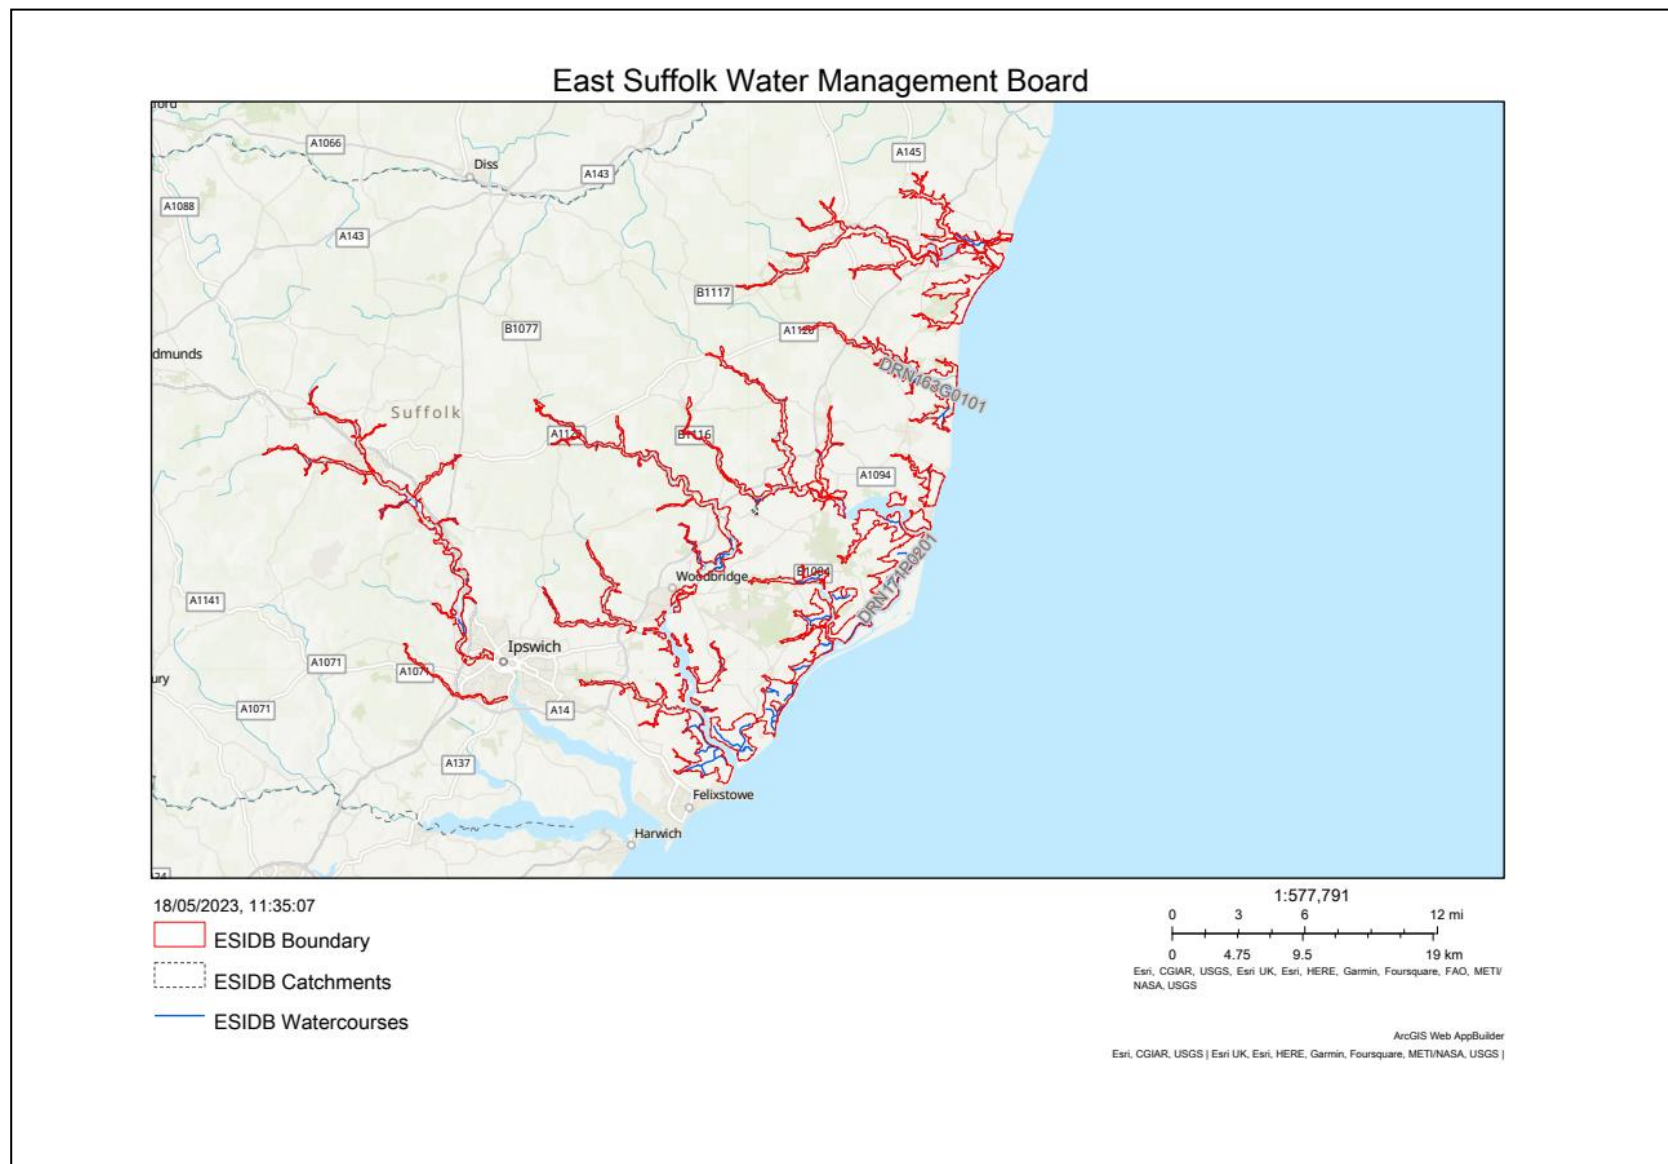 East Suffolk Water Management Board
A1066
A145
Diss
A143
A1088
A143
B1117
B1077
A1120
dmunds
DRN163G0101
Suffolk
B1116
A1094
DRN171P0201
B1084
Woodbridge
A1141
Ipswich
A1071
A1071
ury
A1071
A14
A137
Felixstowe
Harwich
18/05/2023, 11:35:07
ESIDB Boundary
ESIDB Catchments
ESIDB Watercourses
1:577,791
0 3 6 12 mi
0 4.75 9.5 19 km
Esri, CGIAR, USGS, Esri UK, Esri, HERE, Garmin, Foursquare, FAO, METI/
NASA, USGS
ArcGIS Web AppBuilder
Esri, CGIAR, USGS | Esri UK, Esri, HERE, Garmin, Foursquare, METI/NASA, USGS |